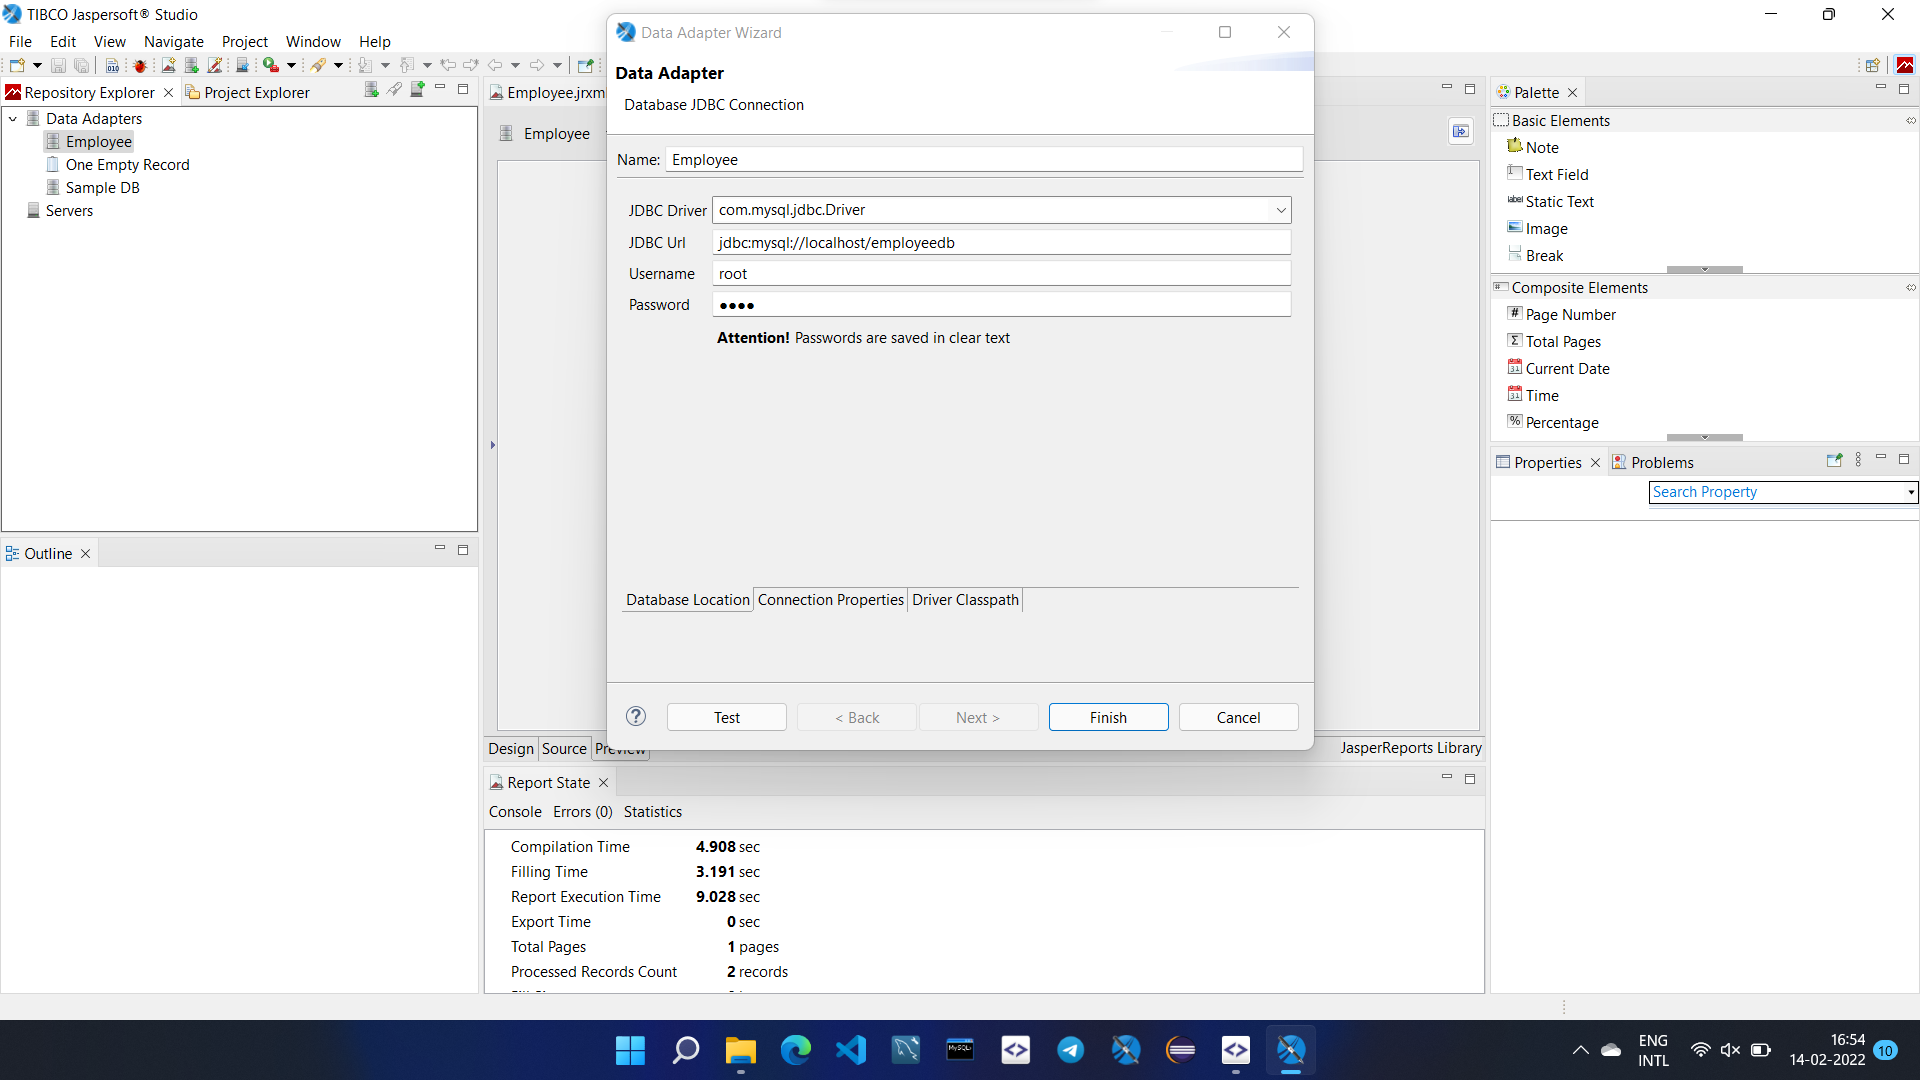 TIBCO Jaspersoft® Studio
File Edit View Navigate Project Window Help
Repository Explorer
Project Explorer
Data Adapters
Employee
One Empty Record
Sample DB
Servers
Outline
Employee.jrxm
Employee
Data Adapter Wizard
Data Adapter
Database JDBC Connection
Name: Employee
JDBC Driver com.mysql.jdbc.Driver
JDBC Url jdbc:mysql://localhost/employeedb
Username root
Password ●●●●
Attention! Passwords are saved in clear text
Database Location Connection Properties Driver Classpath
Test < Back Next > Finish Cancel
Design Source Preview
JasperReports Library
Report State
Console Errors (0) Statistics
Compilation Time 4.908 sec
Filling Time 3.191 sec
Report Execution Time 9.028 sec
Export Time 0 sec
Total Pages 1 pages
Processed Records Count 2 records
Palette
Basic Elements
Note
Text Field
label Static Text
Image
Break
Composite Elements
# Page Number
Σ Total Pages
31 Current Date
31 Time
% Percentage
Properties
Problems
Search Property
MySQL
ENG
INTL
16:54
14-02-2022
10